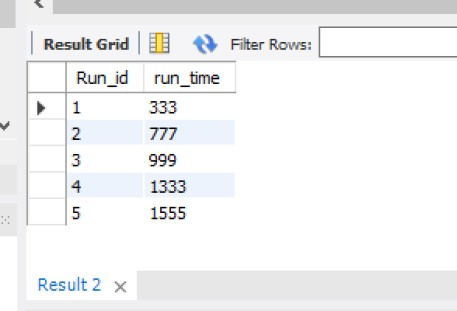 Result Grid Filter Rows:
Run_id run_time
1 333
2 777
3 999
4 1333
5 1555
Result 2 ×